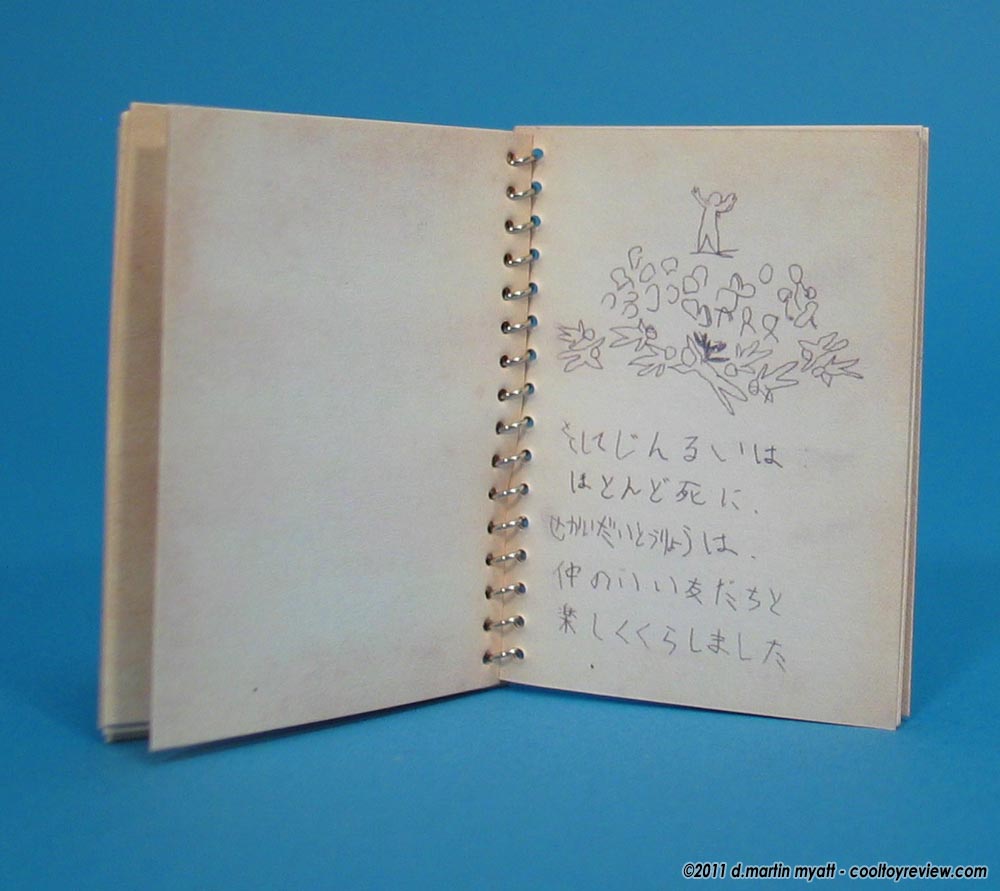 そしてじんるいは
ほとんど死に、
せかいだいとうりょうは、
仲のいい友だちと
楽しくくらしました
©2011 d.martin myatt - cooltoyreview.com